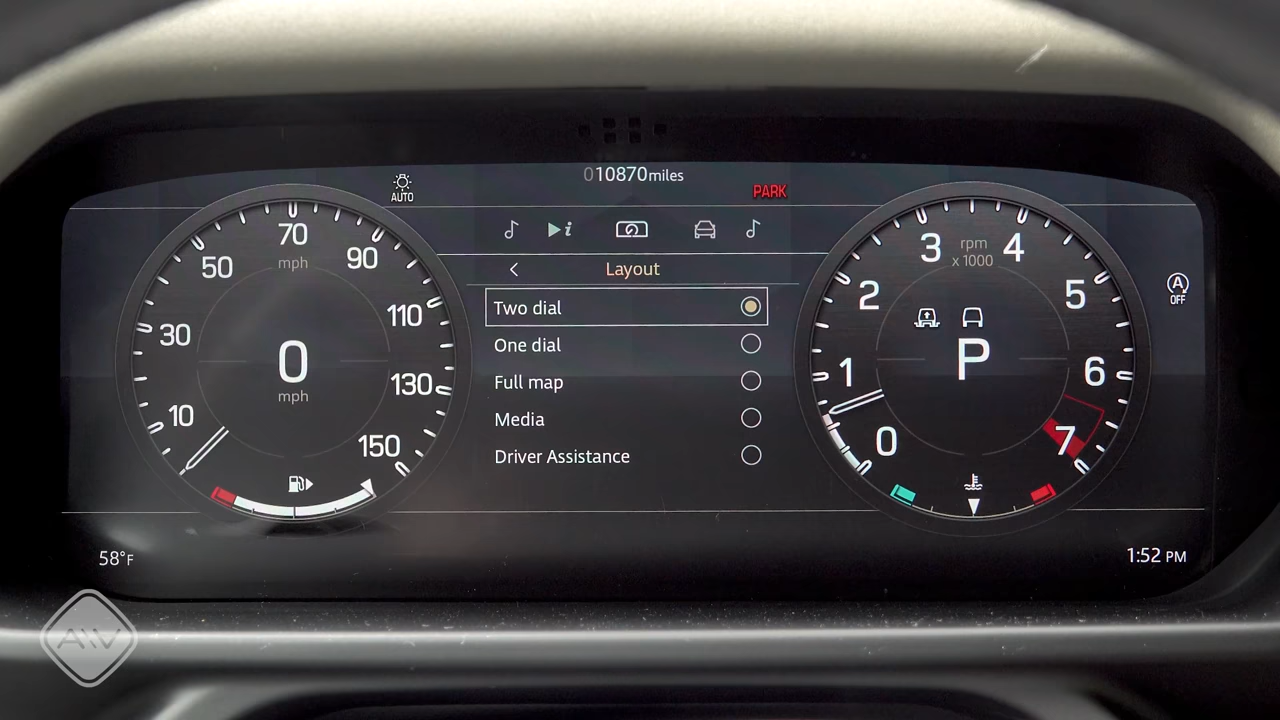 010870miles
AUTO
PARK
Layout
Two dial
One dial
Full map
Media
Driver Assistance
10
30
50
70
90
110
130
150
mph
0
mph
0
1
2
3
4
5
6
7
rpm
x 1000
P
A
OFF
58°F
1:52 PM
A\\V